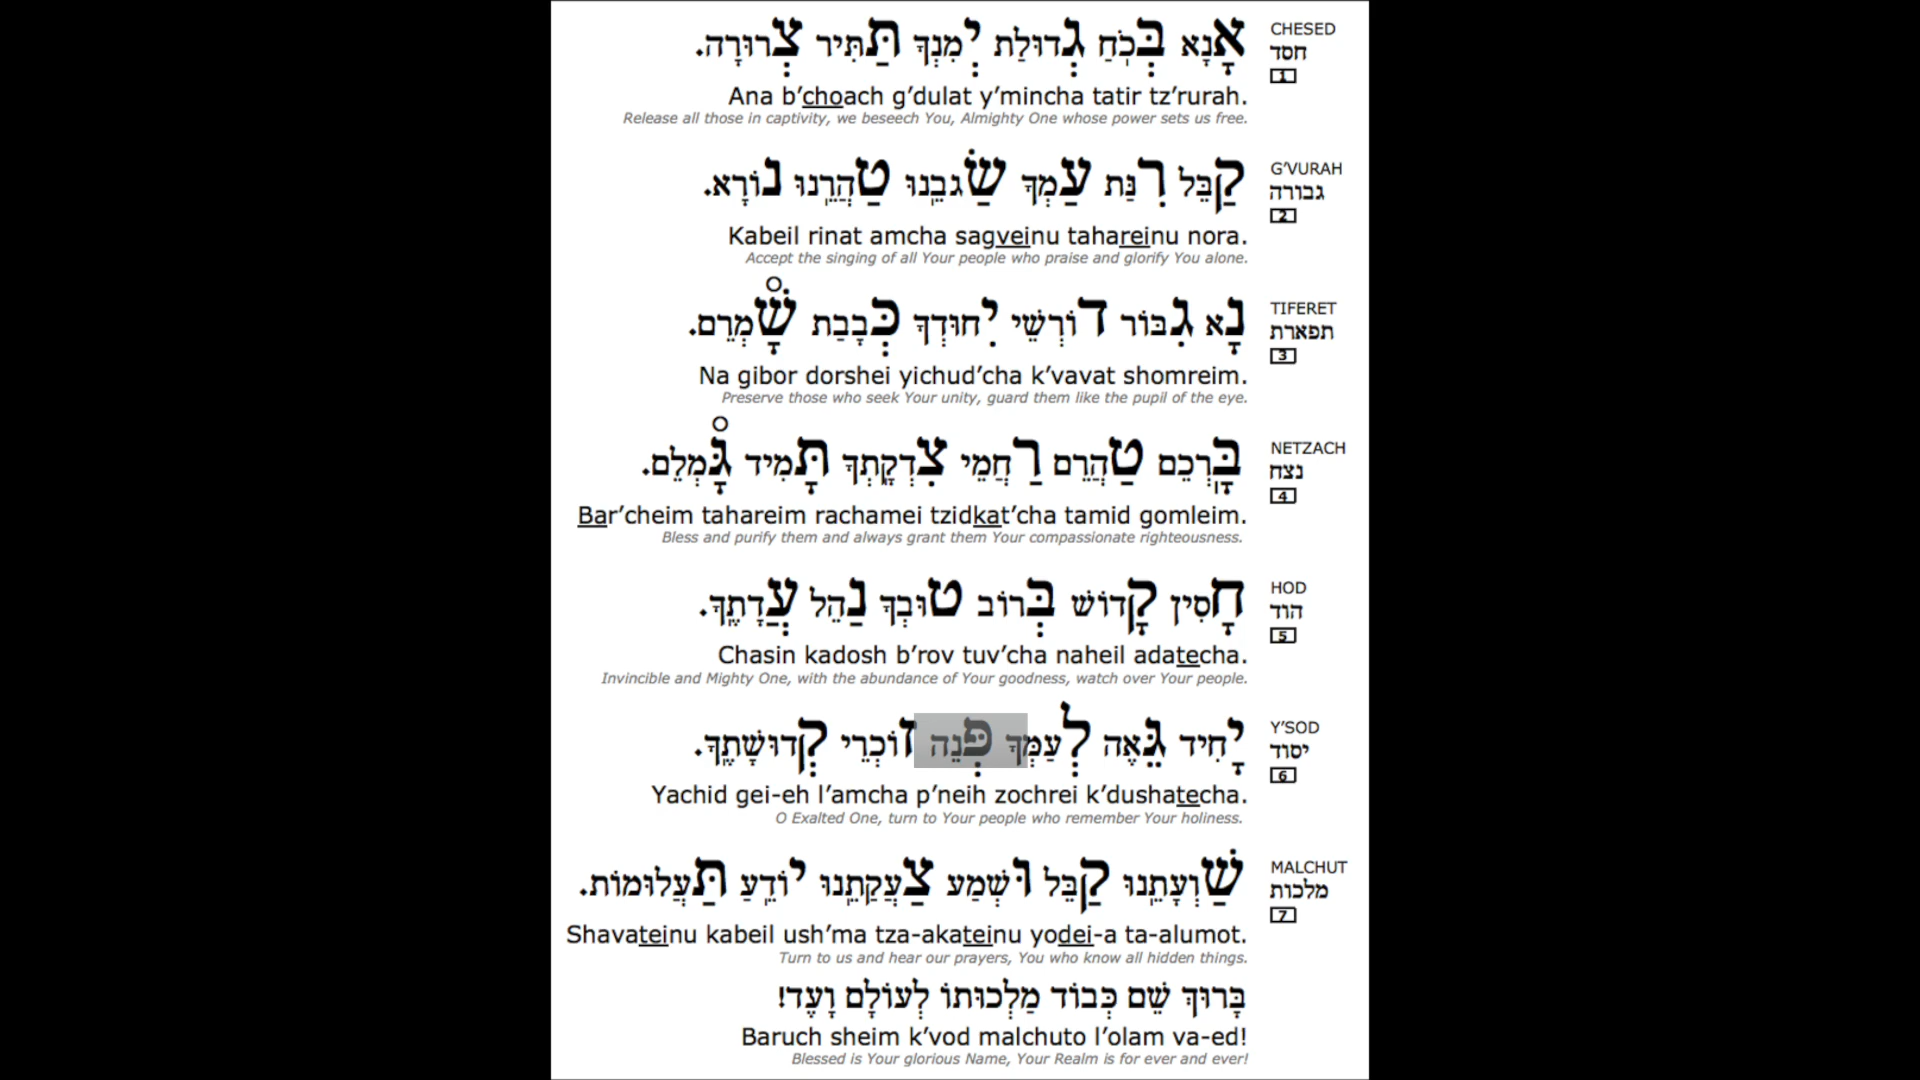 אָנָא בְּכֹֽחַ גְּדוּלַת יְמִנְךָ תַּתִּיר צְרוּרָה.
CHESED
חסד
1
Ana b’choach g’dulat y’mincha tatir tz’rurah.
Release all those in captivity, we beseech You, Almighty One whose power sets us free.
קַבֵּל רִנַּת עַמְךָ שַׂגבֵֽנוּ טַהֲרֵֽנוּ נוֹרָא.
G’VURAH
גבורה
2
Kabeil rinat amcha sagveinu tahareinu nora.
Accept the singing of all Your people who praise and glorify You alone.
נָא גִבּוֹר דוֹרְשֵׁי יִחוּדְךָ כְּבָבַת שָׁמְרֵם.
TIFERET
תפארת
3
Na gibor dorshei yichud’cha k’vavat shomreim.
Preserve those who seek Your unity, guard them like the pupil of the eye.
בָּֽרְכֵם טַהֲרֵם רַחֲמֵי צִדְקָֽתְךָ תָּמִיד גָּמְלֵם.
NETZACH
נצח
4
Bar’cheim tahareim rachamei tzidkat’cha tamid gomleim.
Bless and purify them and always grant them Your compassionate righteousness.
חָסִין קָדוֹשׁ בְּרוֹב טוּבְךָ נַהֵל עֲדָתֶֽךָ.
HOD
הוד
5
Chasin kadosh b’rov tuv’cha naheil adatecha.
Invincible and Mighty One, with the abundance of Your goodness, watch over Your people.
יָחִיד גֵּאֶה לְעַמְּךָ פְּנֵה זוֹכְרֵי קְדוּשָׁתֶֽךָ.
Y’SOD
יסוד
6
Yachid gei-eh l’amcha p’neih zochrei k’dushatecha.
O Exalted One, turn to Your people who remember Your holiness.
שַׁוְעָתֵֽנוּ קַבֵּל וּשְׁמַע צַעֲקַתֵֽנוּ יוֹדֵֽעַ תַּעֲלוּמוֹת.
MALCHUT
מלכות
7
Shavateinu kabeil ush’ma tza-akateinu yodei-a ta-alumot.
Turn to us and hear our prayers, You who know all hidden things.
בָּרוּךְ שֵׁם כְּבוֹד מַלְכוּתוֹ לְעוֹלָם וָעֶד!
Baruch sheim k’vod malchuto l’olam va-ed!
Blessed is Your glorious Name, Your Realm is for ever and ever!